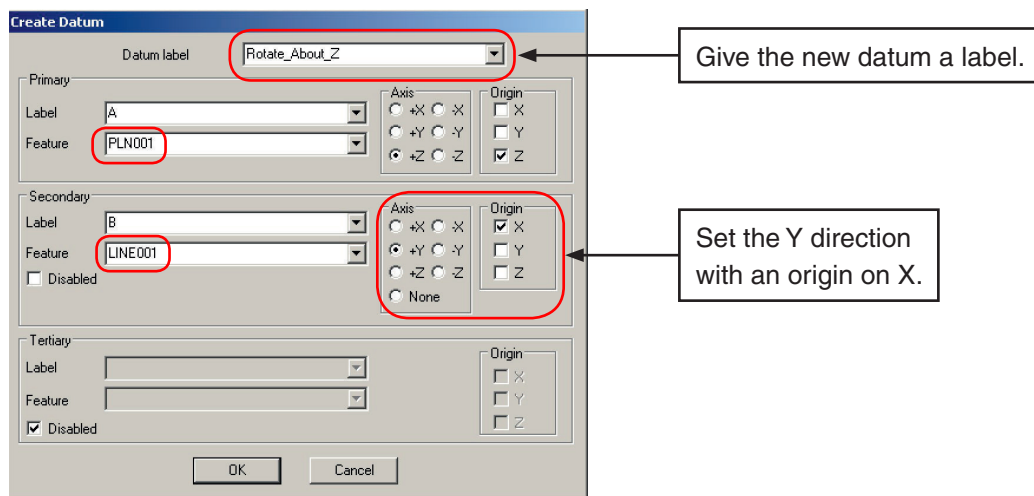 Create Datum
Datum label Rotate_About_Z
Give the new datum a label.
Primary
Label A
Feature PLN001
Axis
+X -X
+Y -Y
+Z -Z
Origin
X
Y
Z
Secondary
Label B
Feature LINE001
Disabled
Axis
+X -X
+Y -Y
+Z -Z
None
Origin
X
Y
Z
Set the Y direction
with an origin on X.
Tertiary
Label
Feature
Disabled
Origin
X
Y
Z
OK Cancel